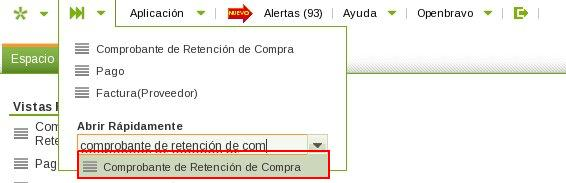 Aplicación
NUEVO
Alertas (93)
Ayuda
Openbravo
Comprobante de Retención de Compra
Pago
Factura(Proveedor)
Espacio
Vistas
Com
Rete
Pag
Abrir Rápidamente
comprobante de retención de com
Comprobante de Retención de Compra